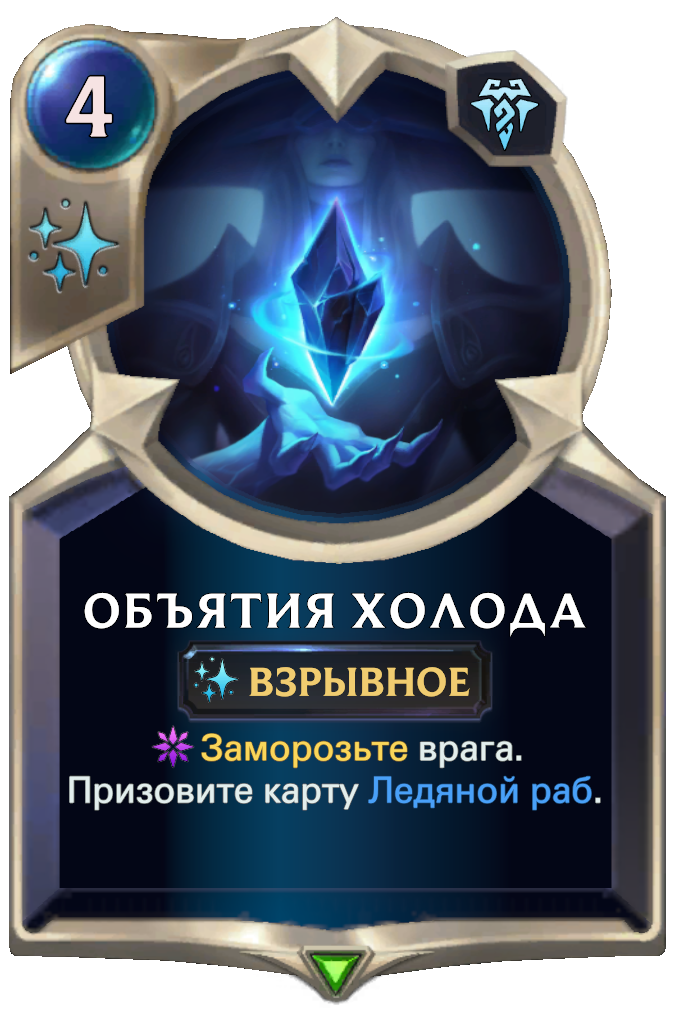 4
ОБЪЯТИЯ ХОЛОДА
ВЗРЫВНОЕ
Заморозьте врага.
Призовите карту Ледяной раб.